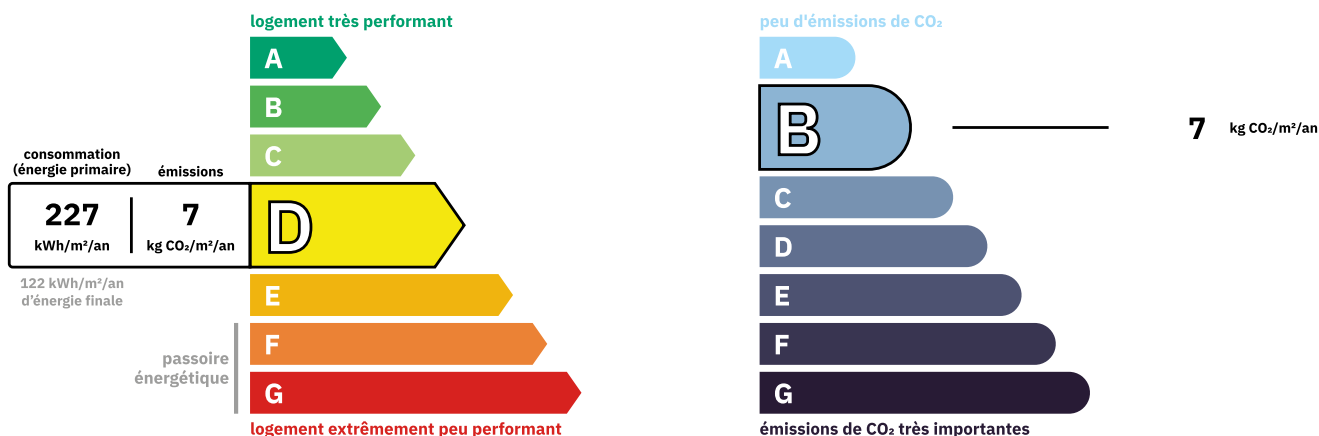 logement très performant
A
B
C
consommation
(énergie primaire)
émissions
227
kWh/m²/an
7
kg CO₂/m²/an
D
122 kWh/m²/an
d'énergie finale
E
passoire
énergétique
F
G
logement extrêmement peu performant
peu d'émissions de CO₂
A
B
7 kg CO₂/m²/an
C
D
E
F
G
émissions de CO₂ très importantes